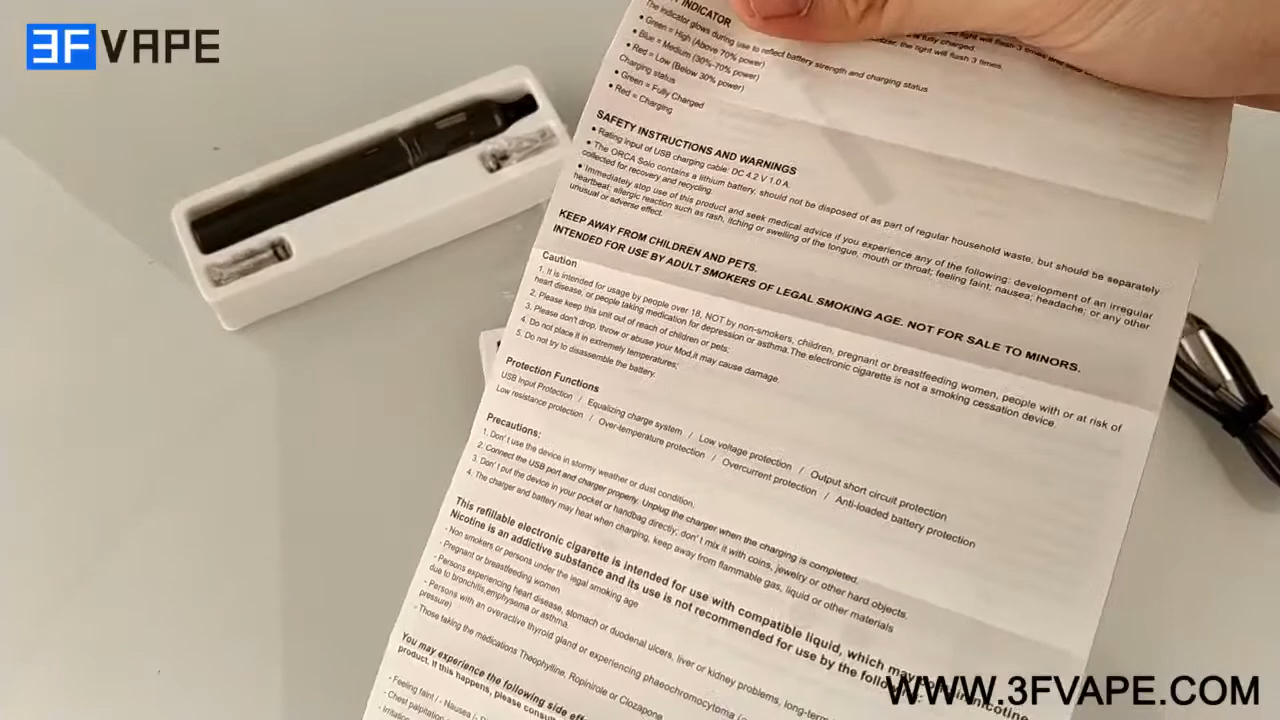 3FVAPE
INDICATOR
The indicator glows during use to reflect battery strength and charging status
● Green = High (Above 70% power)
● Blue = Medium (30%-70% power)
● Red = Low (Below 30% power)
Charging status
● Green = Fully Charged
● Red = Charging
light will flash 3 times
is fully charged.
the light will flash 3 times.
SAFETY INSTRUCTIONS AND WARNINGS
● Rating input of USB charging cable: DC 4.2 V 1.0 A.
● The ORCA Solo contains a lithium battery, should not be disposed of as part of regular household waste, but should be separately
collected for recovery and recycling
● Immediately stop use of this product and seek medical advice if you experience any of the following: development of an irregular
heartbeat; allergic reaction such as rash, itching or swelling of the tongue, mouth or throat; feeling faint; nausea; headache; or any other
unusual or adverse effect.
KEEP AWAY FROM CHILDREN AND PETS.
INTENDED FOR USE BY ADULT SMOKERS OF LEGAL SMOKING AGE. NOT FOR SALE TO MINORS.
Caution
1. It is intended for usage by people over 18, NOT by non-smokers, children, pregnant or breastfeeding women, people with or at risk of
heart disease, or people taking medication for depression or asthma.The electronic cigarette is not a smoking cessation device.
2. Please keep this unit out of reach of children or pets;
3. Please don't drop, throw or abuse your Mod,it may cause damage.
4. Do not place it in extremely temperatures;
5. Do not try to disassemble the battery.
Protection Functions
USB Input Protection / Equalizing charge system / Low voltage protection / Output short circuit protection
Low resistance protection / Over-temperature protection / Overcurrent protection / Anti-loaded battery protection
Precautions:
1. Don't use the device in stormy weather or dust condition.
2. Connect the USB port and charger properly. Unplug the charger when the charging is completed.
3. Don't put the device in your pocket or handbag directly; don't mix it with coins, jewelry or other hard objects.
4. The charger and battery may heat when charging, keep away from flammable gas, liquid or other materials
This refillable electronic cigarette is intended for use with compatible liquid, which may contain nicotine
Nicotine is an addictive substance and its use is not recommended for use by the
- Non smokers or persons under the legal smoking age
- Pregnant or breastfeeding women
- Persons experiencing heart disease, stomach or duodenal ulcers, liver or kidney problems, long-term
due to bronchitis,emphysema or asthma.
- Persons with an overactive thyroid gland or experiencing phaeochromocytoma
pressure)
- Those taking the medications Theophylline, Ropinirole or Clozapone
You may experience the following side
product. If this happens, please
- Feeling faint / - Nausea
- Chest palpitation
WWW.3FVAPE.COM